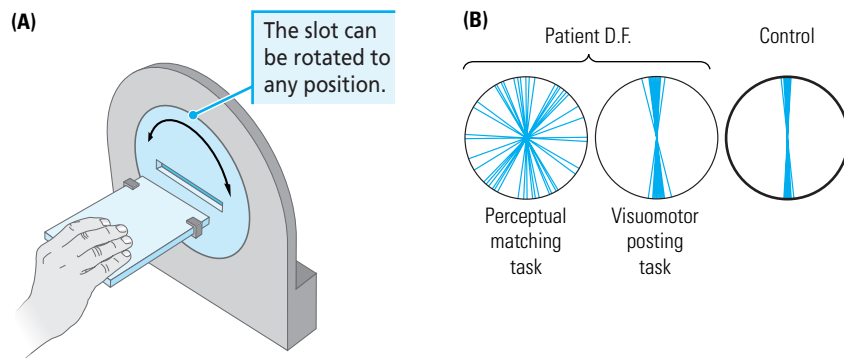 (A)
The slot can
be rotated to
any position.
(B)
Patient D.F.
Control
Perceptual
matching
task
Visuomotor
posting
task